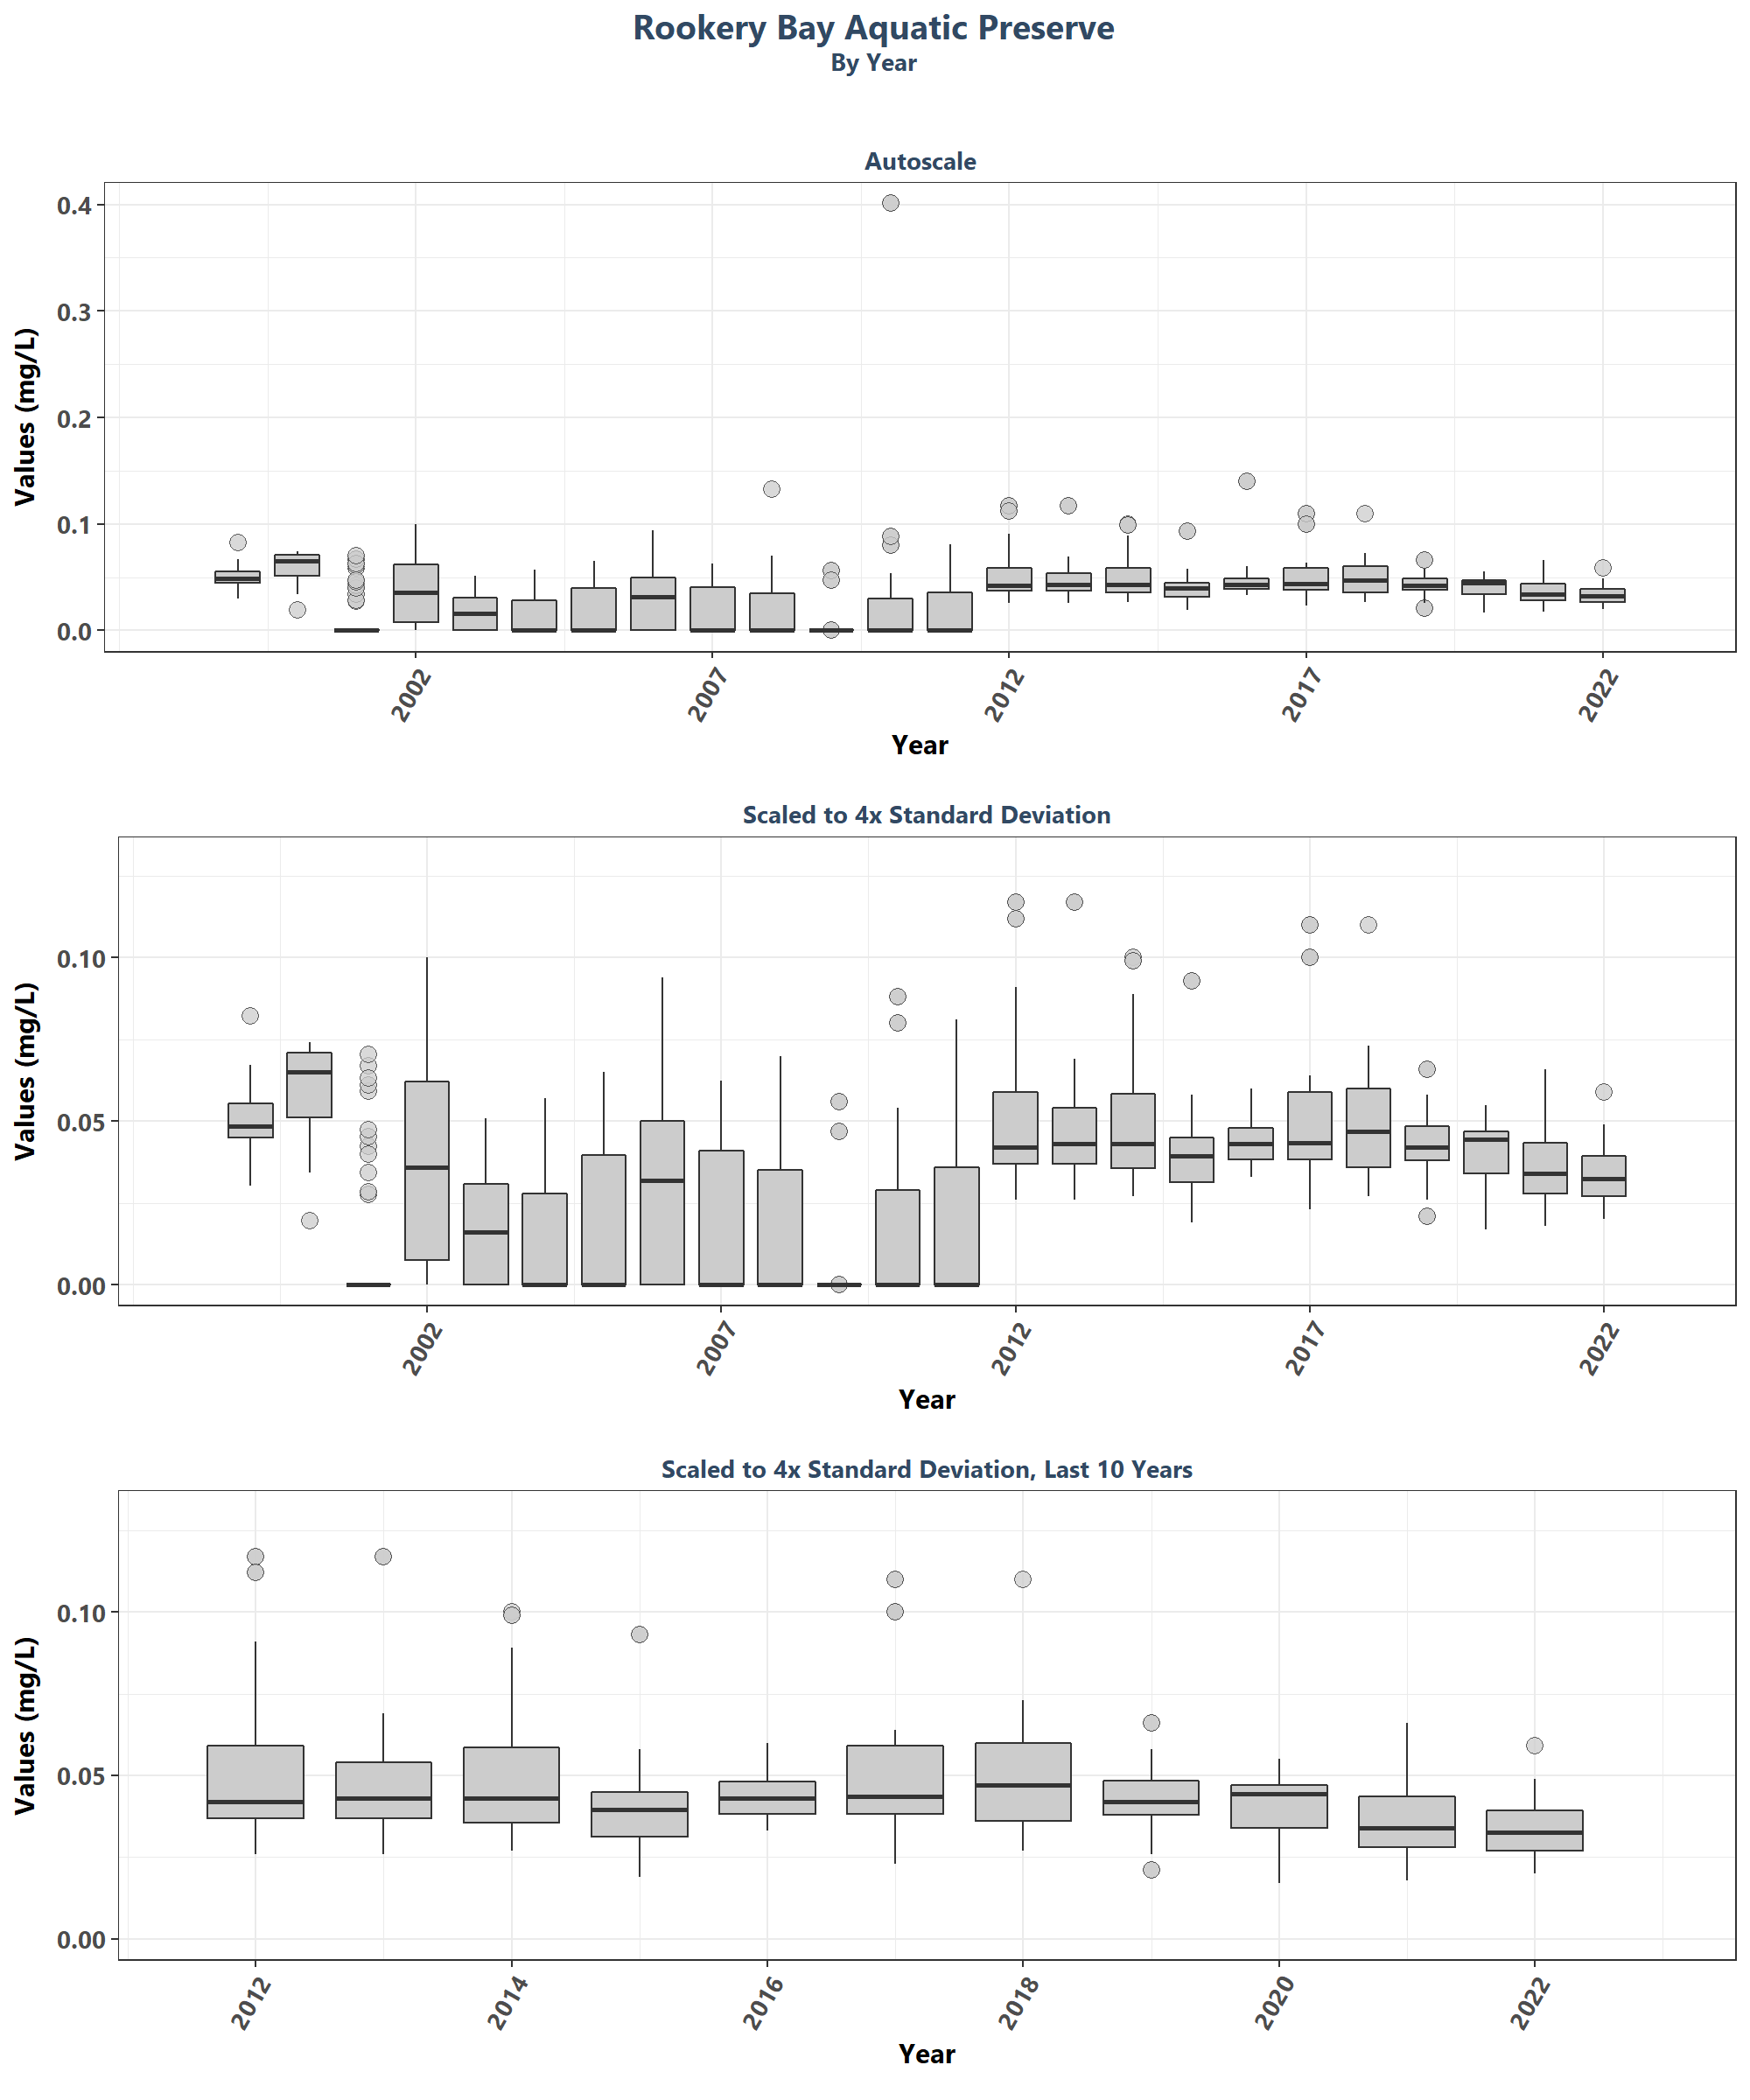 Rookery Bay Aquatic Preserve
By Year
Autoscale
0.4
0.3
0.2
0.1
0.0
Values (mg/L)
2002 2007 2012 2017 2022
Year
Scaled to 4x Standard Deviation
0.10
0.05
0.00
Values (mg/L)
2002 2007 2012 2017 2022
Year
Scaled to 4x Standard Deviation, Last 10 Years
0.10
0.05
0.00
Values (mg/L)
2012 2014 2016 2018 2020 2022
Year